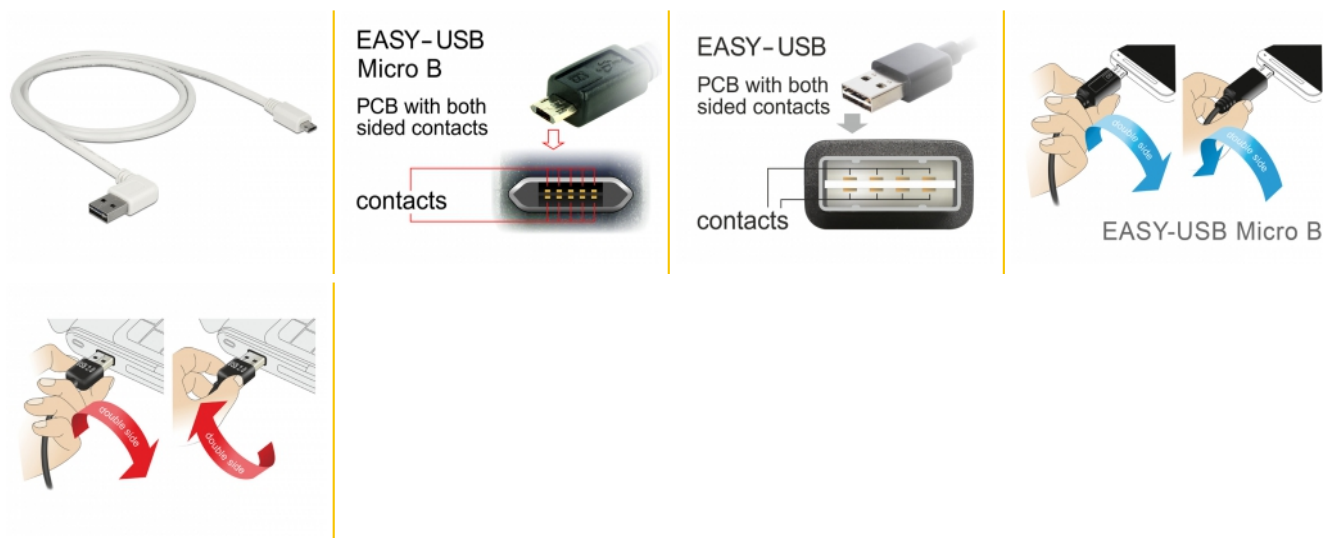 EASY-USB
Micro B
PCB with both
sided contacts
contacts
EASY-USB
PCB with both
sided contacts
contacts
double side
double side
EASY-USB Micro B
double side
double side